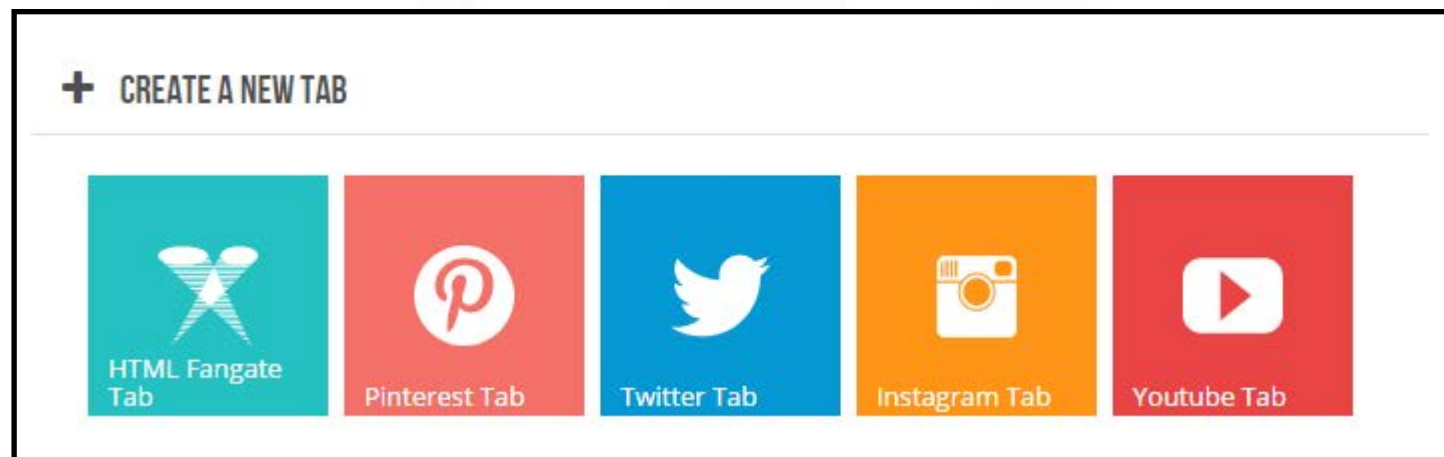 CREATE A NEW TAB
HTML Fangate
Tab
Pinterest Tab
Twitter Tab
Instagram Tab
Youtube Tab